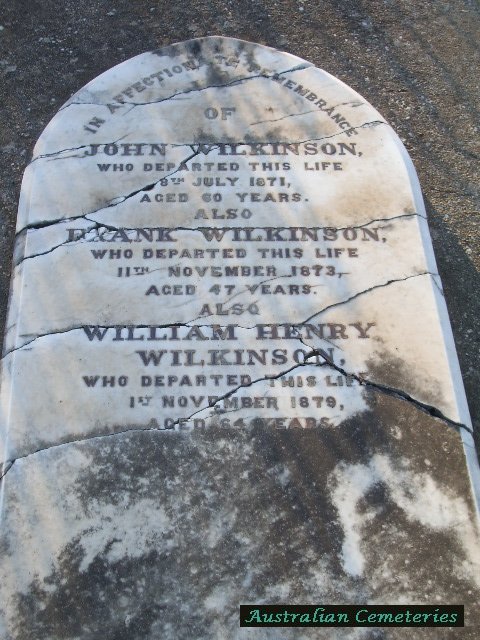 IN AFFECTIONATE REMEMBRANCE
OF
JOHN WILKINSON,
WHO DEPARTED THIS LIFE
8TH JULY 1871,
AGED 60 YEARS.
ALSO
FRANK WILKINSON,
WHO DEPARTED THIS LIFE
11TH NOVEMBER 1873,
AGED 47 YEARS.
ALSO
WILLIAM HENRY
WILKINSON,
WHO DEPARTED THIS LIFE
1ST NOVEMBER 1879,
AGED 64 YEARS.
Australian Cemeteries